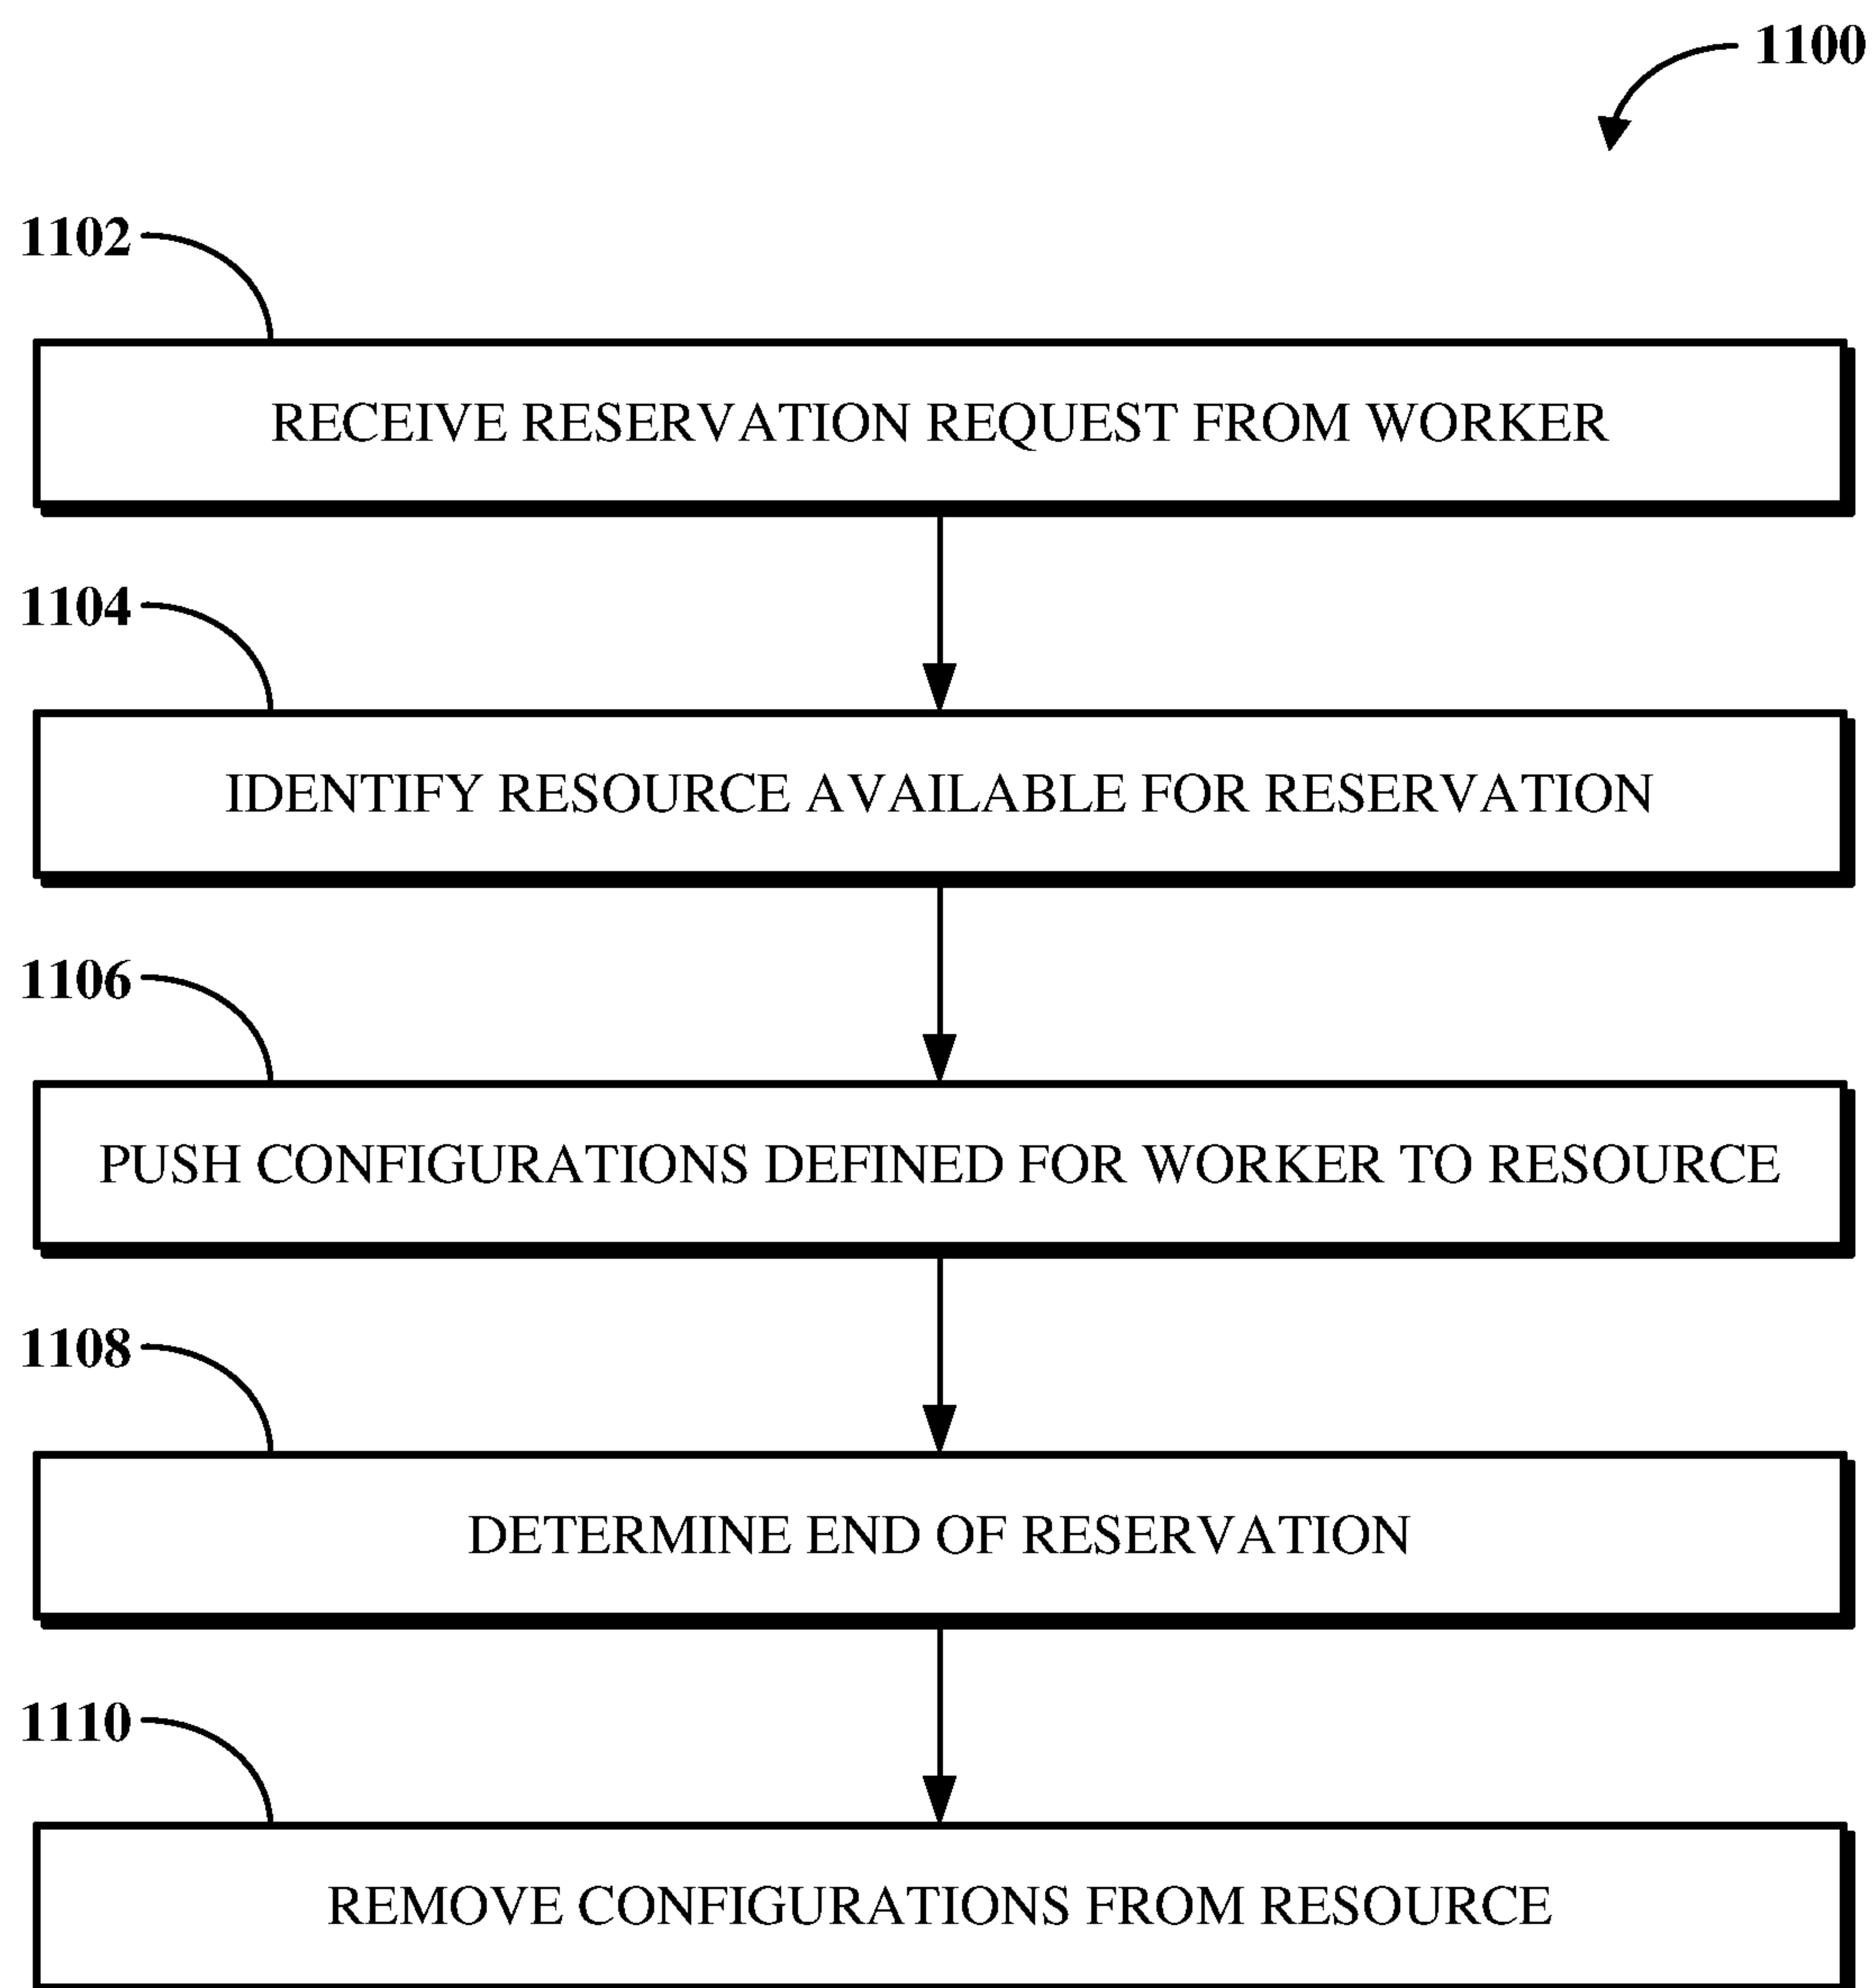 1100
1102
RECEIVE RESERVATION REQUEST FROM WORKER
1104
IDENTIFY RESOURCE AVAILABLE FOR RESERVATION
1106
PUSH CONFIGURATIONS DEFINED FOR WORKER TO RESOURCE
1108
DETERMINE END OF RESERVATION
1110
REMOVE CONFIGURATIONS FROM RESOURCE